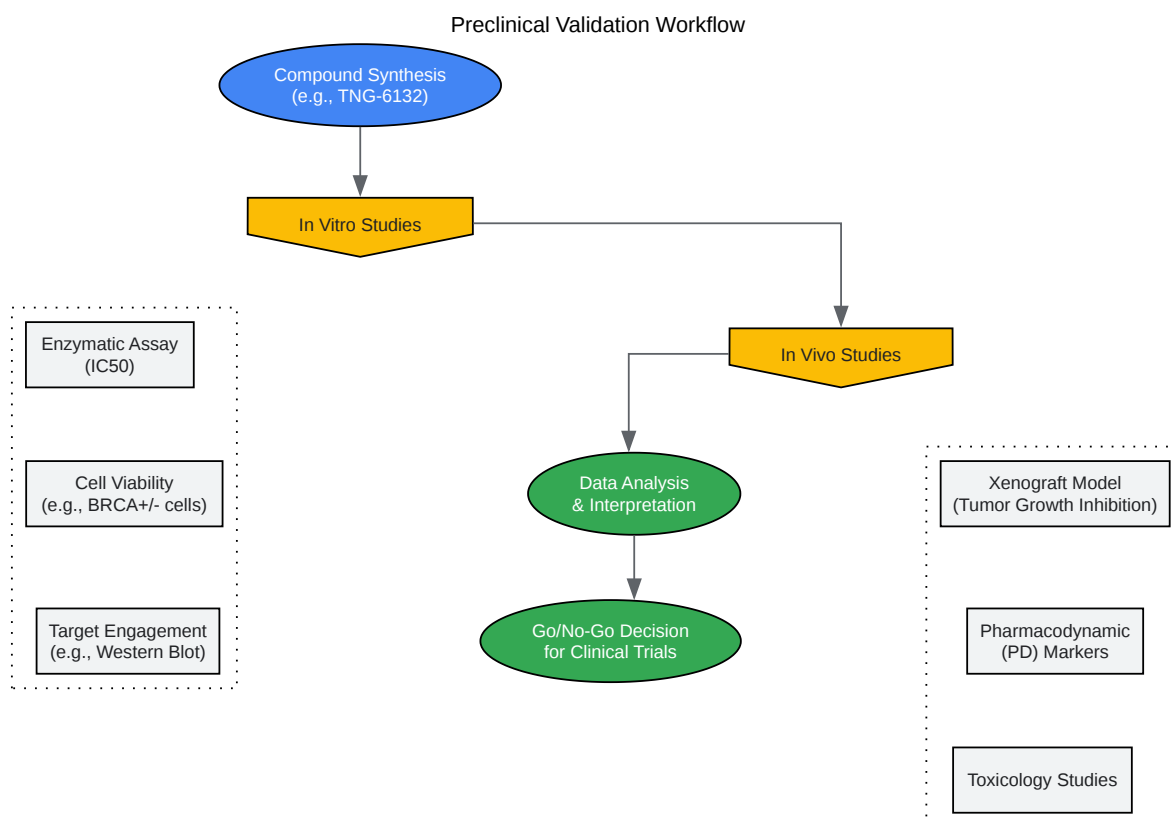 Preclinical Validation Workflow
Compound Synthesis
(e.g., TNG-6132)
In Vitro Studies
In Vivo Studies
Enzymatic Assay
(IC50)
Cell Viability
(e.g., BRCA+/- cells)
Target Engagement
(e.g., Western Blot)
Data Analysis
& Interpretation
Go/No-Go Decision
for Clinical Trials
Xenograft Model
(Tumor Growth Inhibition)
Pharmacodynamic
(PD) Markers
Toxicology Studies